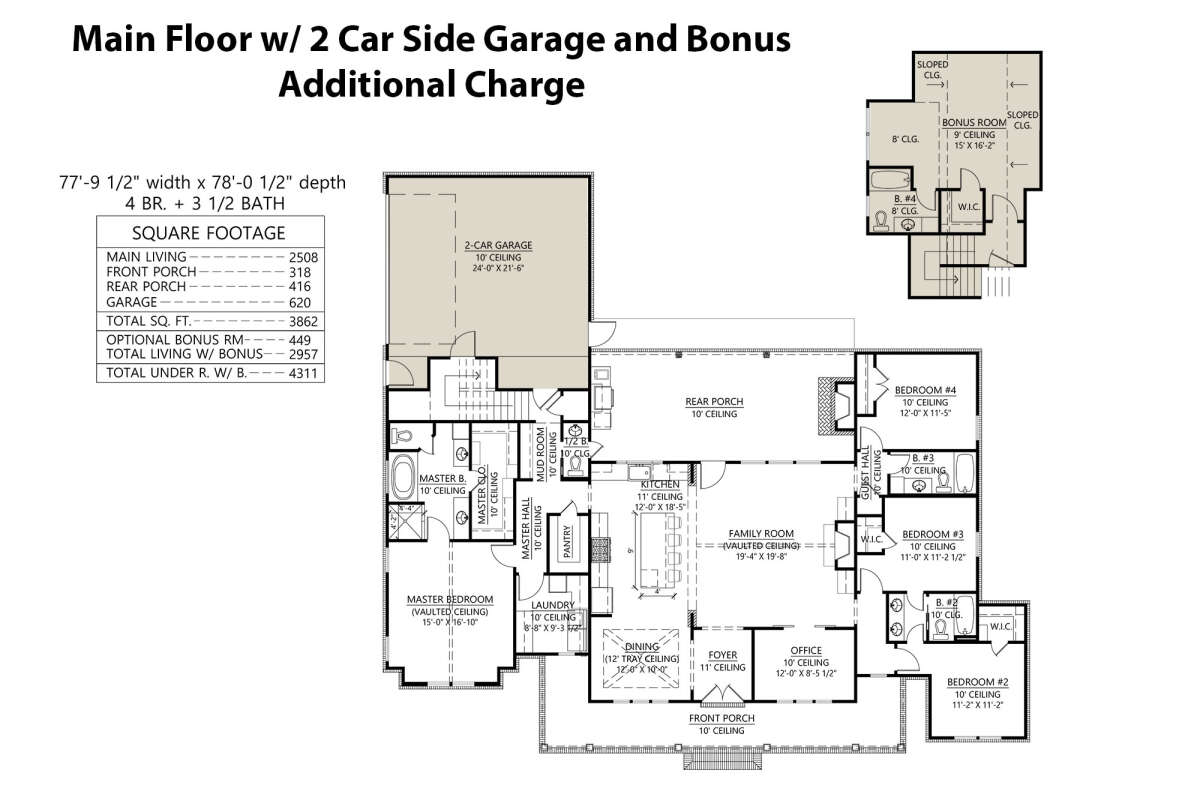 Main Floor w/ 2 Car Side Garage and Bonus
Additional Charge
77'-9 1/2" width x 78'-0 1/2" depth
4 BR. + 3 1/2 BATH
SQUARE FOOTAGE
MAIN LIVING 2508
FRONT PORCH 318
REAR PORCH 416
GARAGE 620
TOTAL SQ. FT. 3862
OPTIONAL BONUS RM 449
TOTAL LIVING W/ BONUS 2957
TOTAL UNDER R. W/ B. 4311
SLOPED
CLG.
SLOPED
CLG.
BONUS ROOM
9' CEILING
15' X 16'-2"
8' CLG.
B. #4
8' CLG.
W.I.C.
2-CAR GARAGE
10' CEILING
24'-0" X 21'-6"
REAR PORCH
10' CEILING
BEDROOM #4
10' CEILING
12'-0" X 11'-5"
MUD ROOM
10' CEILING
1/2 B.
10' CLG.
GUEST HALL
10' CEILING
B. #3
10' CEILING
MASTER B.
10' CEILING
MASTER CLO.
10' CEILING
4'-4"
4'-2"
MASTER HALL
10' CEILING
PANTRY
KITCHEN
11' CEILING
12'-0" X 18'-5"
9'
4'
FAMILY ROOM
(VAULTED CEILING)
19'-4" X 19'-8"
W.I.C.
BEDROOM #3
10' CEILING
11'-0" X 11'-2 1/2"
MASTER BEDROOM
(VAULTED CEILING)
15'-0" X 16'-10"
LAUNDRY
10' CEILING
8'-8" X 9'-3 1/2"
B. #2
10' CLG.
W.I.C.
DINING
(12' TRAY CEILING)
12'-0" X 10'-0"
FOYER
11' CEILING
OFFICE
10' CEILING
12'-0" X 8'-5 1/2"
BEDROOM #2
10' CEILING
11'-2" X 11'-2"
FRONT PORCH
10' CEILING